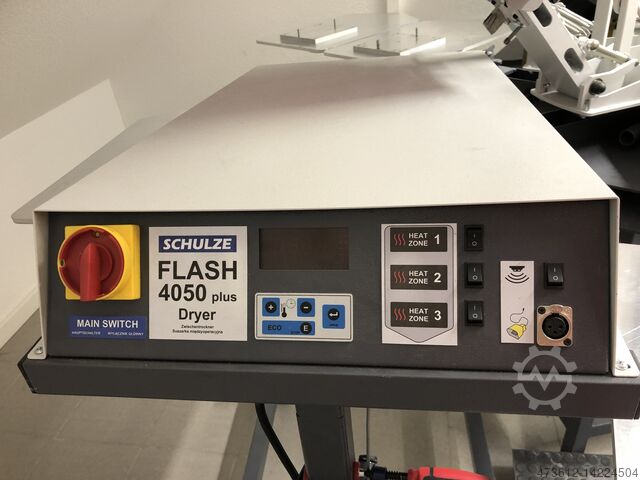 SCHULZE
FLASH
4050 plus
Dryer
Zwischentrockner
Suszarka międzyoperacyjna
MAIN SWITCH
HAUPTSCHALTER WYŁĄCZNIK GŁÓWNY
ECO
E
HEAT ZONE 1
HEAT ZONE 2
HEAT ZONE 3
473612-14224504